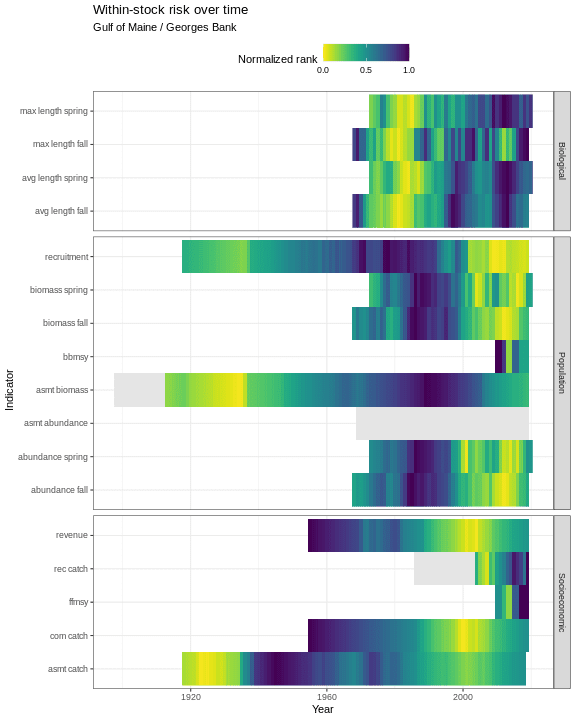 Within-stock risk over time
Gulf of Maine / Georges Bank
Normalized rank
0.0 0.5 1.0
max length spring
max length fall
avg length spring
avg length fall
Biological
recruitment
biomass spring
biomass fall
bbmsy
asmt biomass
asmt abundance
abundance spring
abundance fall
Population
revenue
rec catch
ffmsy
com catch
asmt catch
Socioeconomic
Indicator
1920 1960 2000
Year